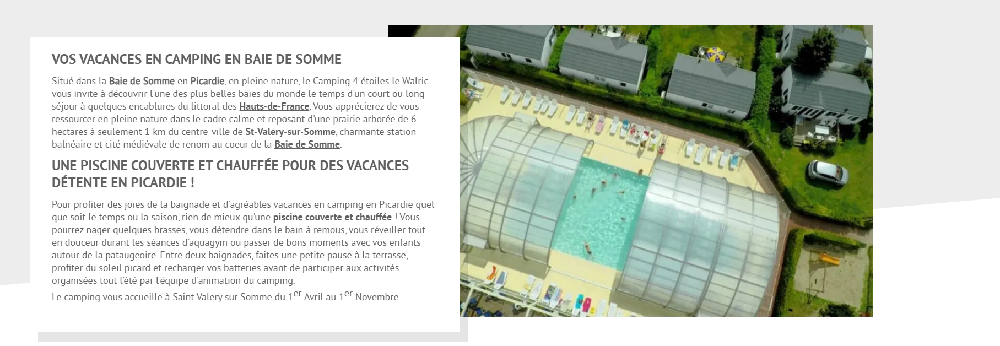 VOS VACANCES EN CAMPING EN BAIE DE SOMME
Situé dans la Baie de Somme en Picardie, en pleine nature, le Camping 4 étoiles le Walric
vous invite à découvrir l'une des plus belles baies du monde le temps d'un court ou long
séjour à quelques encablures du littoral des Hauts-de-France. Vous apprécierez de vous
ressourcer en pleine nature dans le cadre calme et reposant d'une prairie arborée de 6
hectares à seulement 1 km du centre-ville de St-Valery-sur-Somme, charmante station
balnéaire et cité médiévale de renom au coeur de la Baie de Somme.
UNE PISCINE COUVERTE ET CHAUFFÉE POUR DES VACANCES
DÉTENTE EN PICARDIE !
Pour profiter des joies de la baignade et d'agréables vacances en camping en Picardie quel
que soit le temps ou la saison, rien de mieux qu'une piscine couverte et chauffée ! Vous
pourrez nager quelques brasses, vous détendre dans le bain à remous, vous réveiller tout
en douceur durant les séances d'aquagym ou passer de bons moments avec vos enfants
autour de la pataugeoire. Entre deux baignades, faites une petite pause à la terrasse,
profiter du soleil picard et recharger vos batteries avant de participer aux activités
organisées tout l'été par l'équipe d'animation du camping.
Le camping vous accueille à Saint Valery sur Somme du 1er Avril au 1er Novembre.